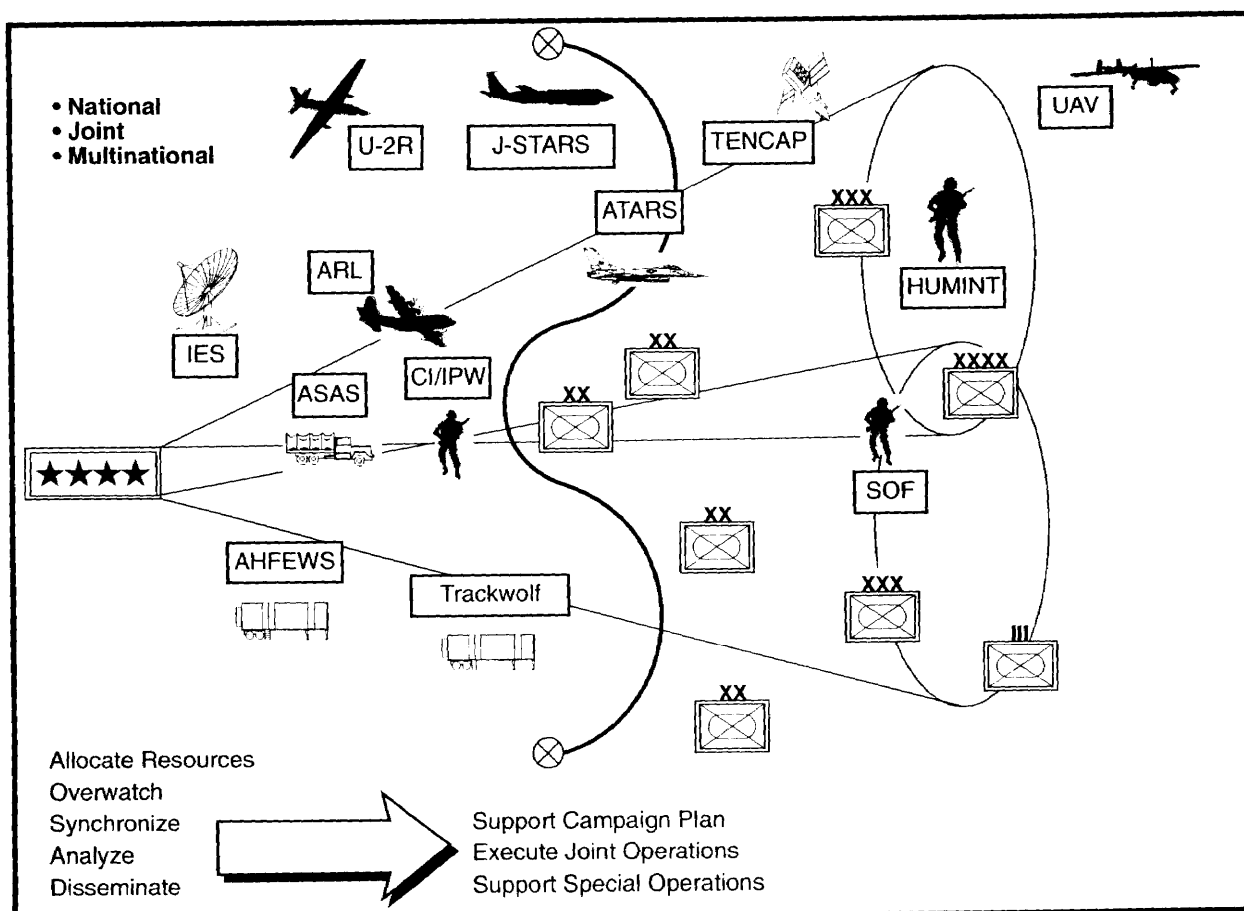 • National
• Joint
• Multinational
U-2R
J-STARS
TENCAP
UAV
ATARS
XXX
ARL
HUMINT
IES
XX
XXXX
CI/IPW
ASAS
XX
SOF
XX
AHFEWS
Trackwolf
XXX
III
XX
Allocate Resources
Overwatch
Synchronize
Analyze
Disseminate
Support Campaign Plan
Execute Joint Operations
Support Special Operations